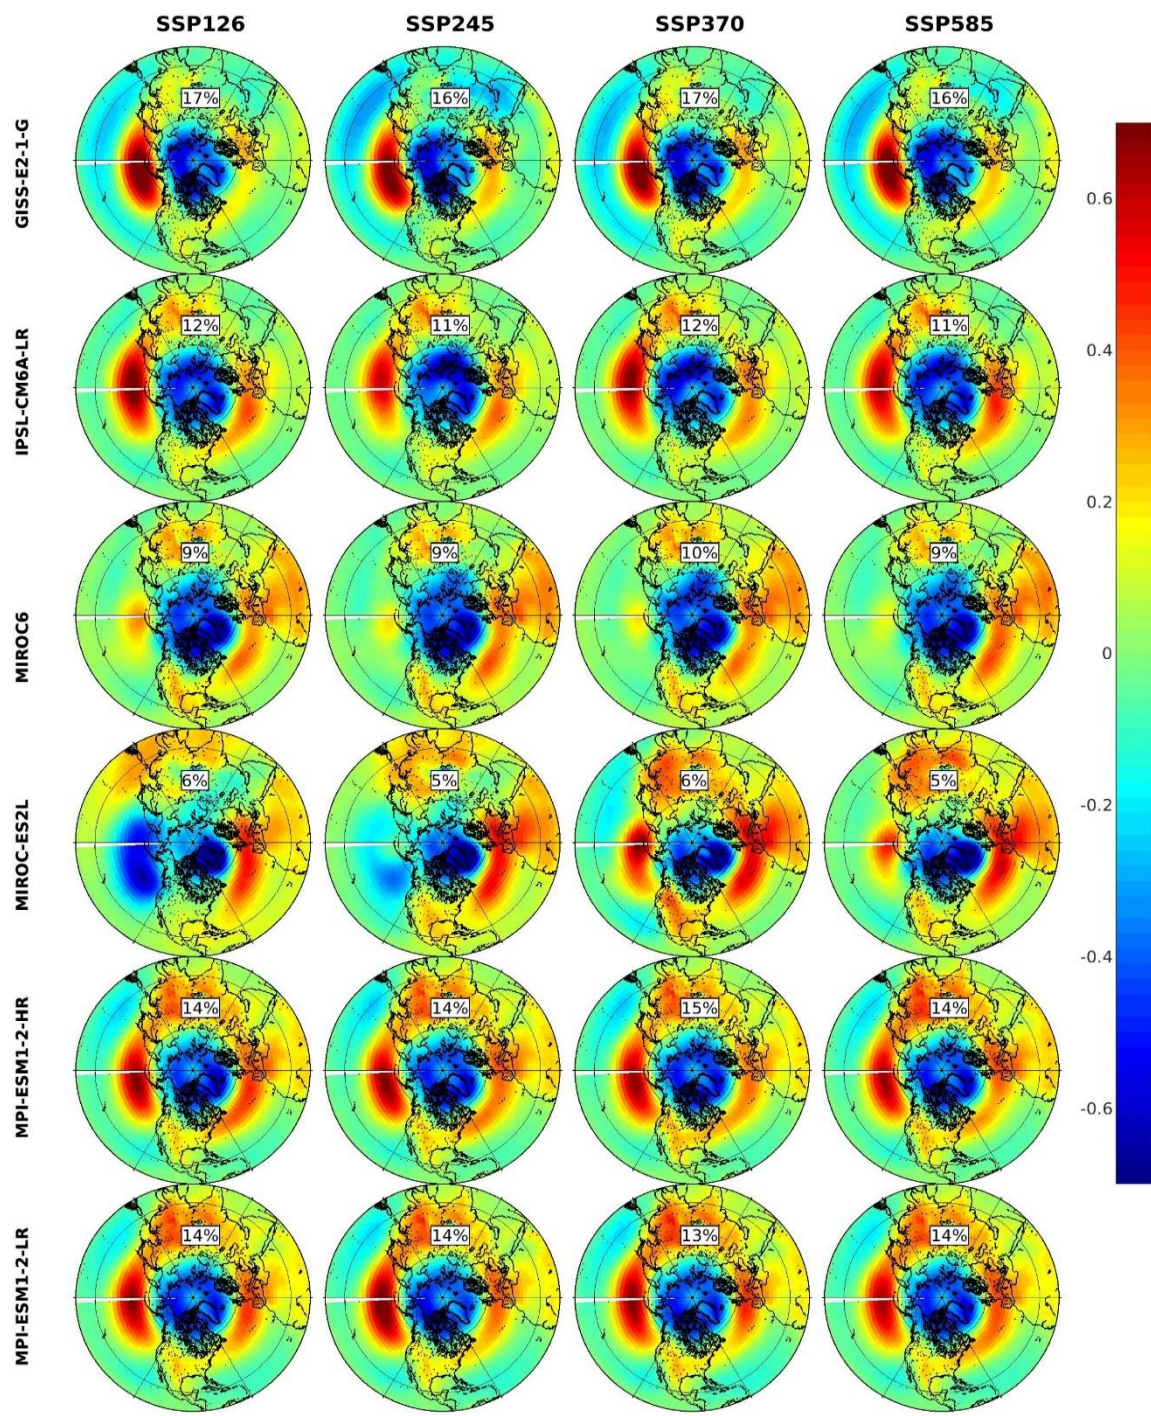 SSP126 SSP245 SSP370 SSP585
GISS-E2-1-G
17% 16% 17% 16%
IPSL-CM6A-LR
12% 11% 12% 11%
MIROC6
9% 9% 10% 9%
MIROC-ES2L
6% 5% 6% 5%
MPI-ESM1-2-HR
14% 14% 15% 14%
MPI-ESM1-2-LR
14% 14% 13% 14%
0.6
0.4
0.2
0
-0.2
-0.4
-0.6